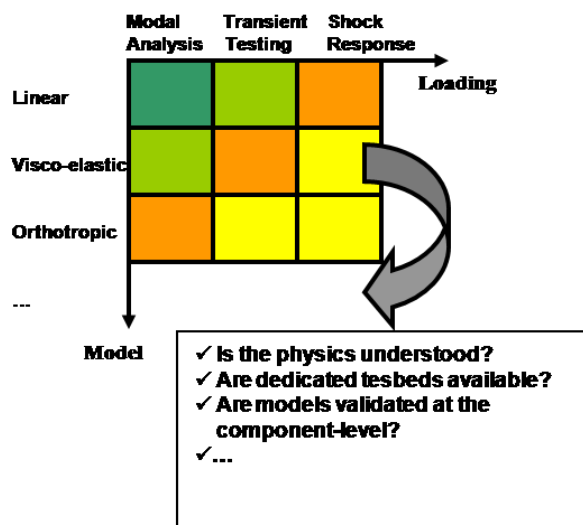 Modal Transient Shock
Analysis Testing Response
Loading
Linear
Visco-elastic
Orthotropic
...
Model
✓ Is the physics understood?
✓ Are dedicated tesbeds available?
✓ Are models validated at the
component-level?
✓...